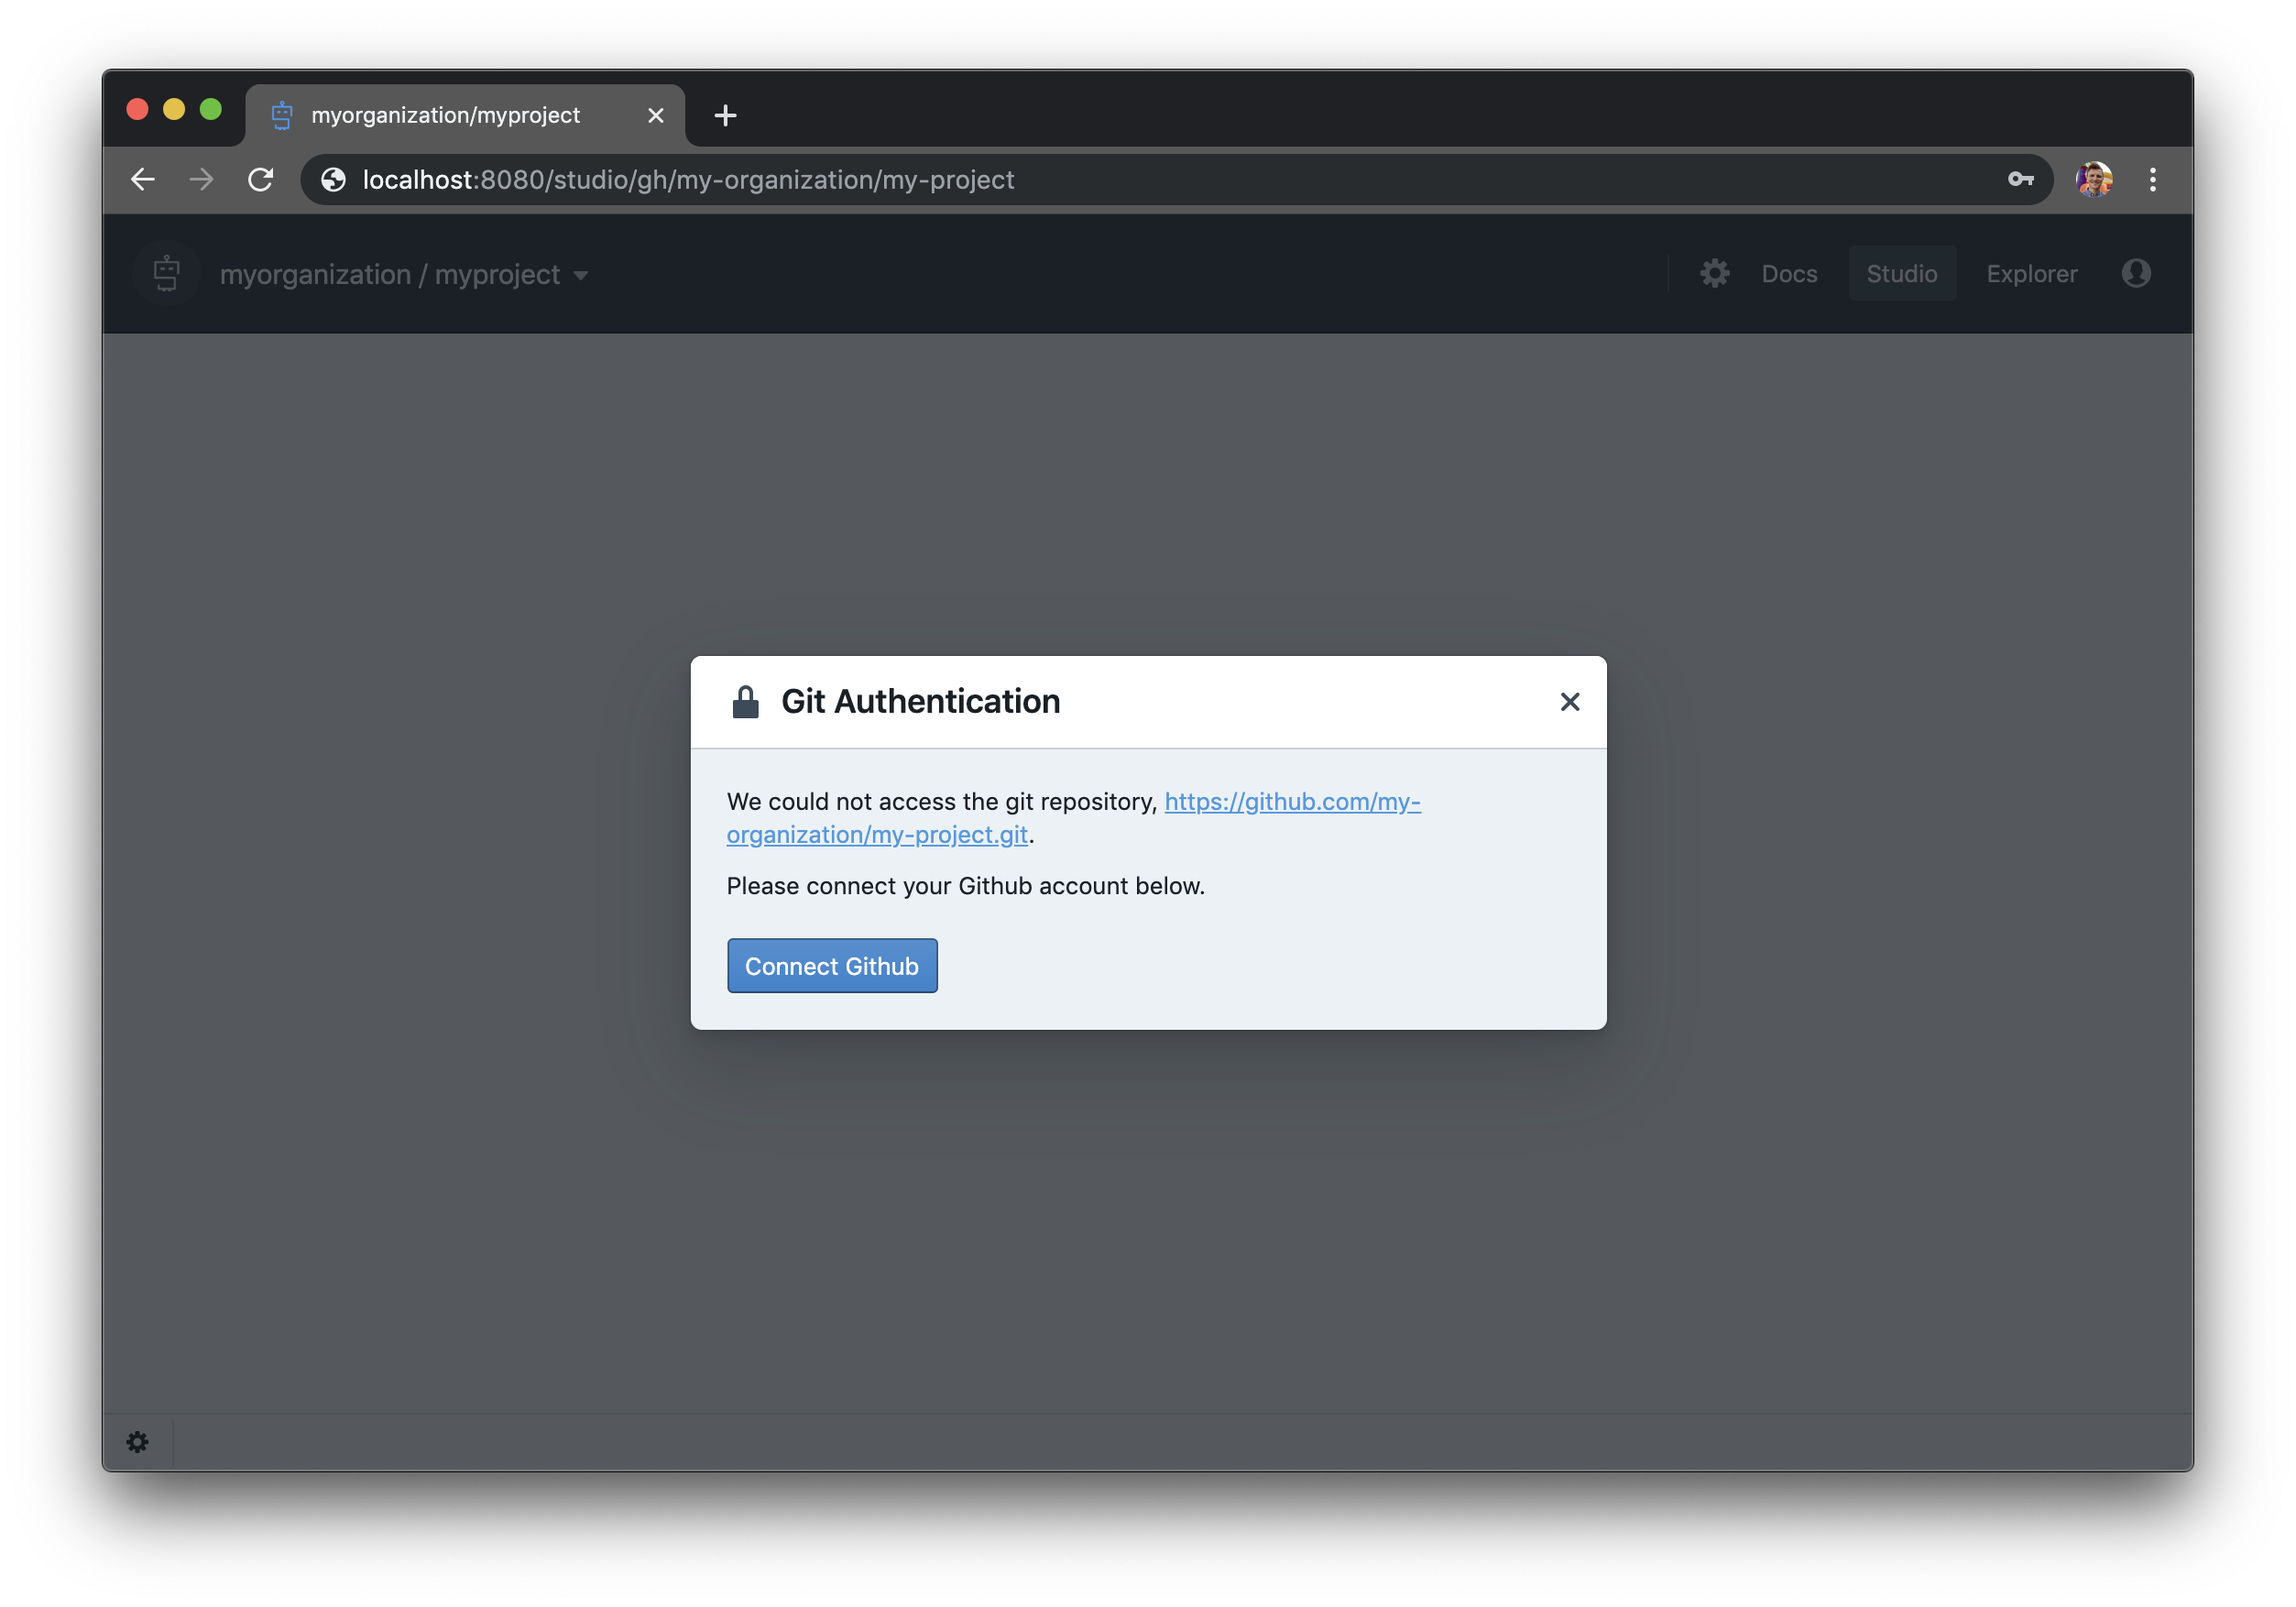 myorganization/myproject
localhost:8080/studio/gh/my-organization/my-project
myorganization / myproject
Docs
Studio
Explorer
Git Authentication
We could not access the git repository, https://github.com/my-
organization/my-project.git.
Please connect your Github account below.
Connect Github